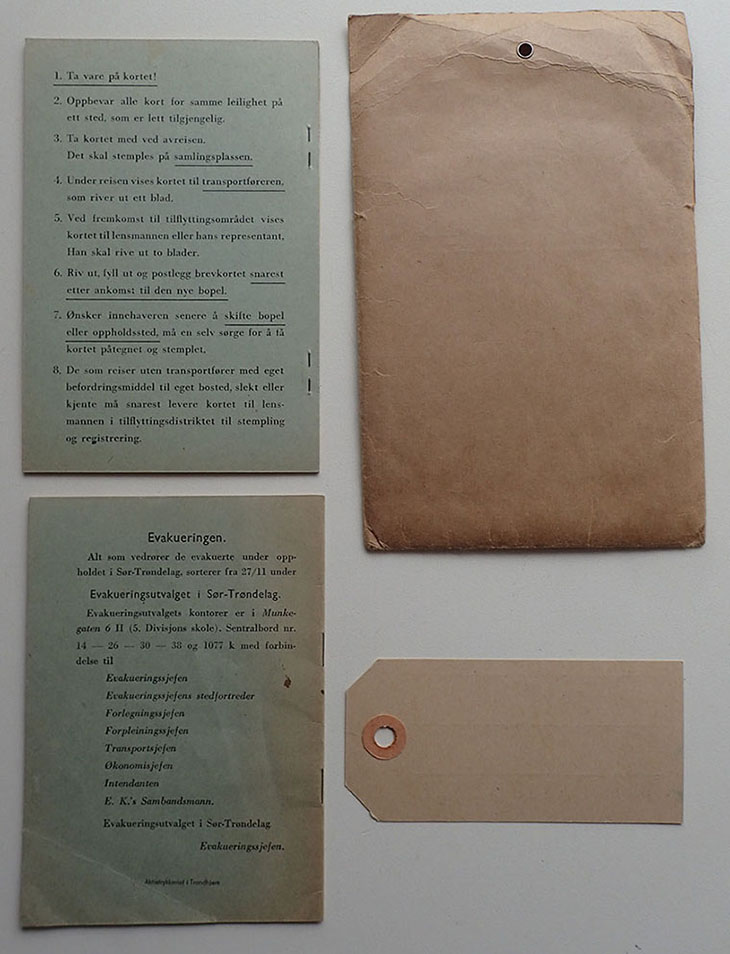 1. Ta vare på kortet!
2. Oppbevar alle kort for samme leilighet på
ett sted, som er lett tilgjengelig.
3. Ta kortet med ved avreisen.
Det skal stemples på samlingsplassen.
4. Under reisen vises kortet til transportføreren,
som river ut ett blad.
5. Ved fremkomst til tilflyttingsområdet vises
kortet til lensmannen eller hans representant,
Han skal rive ut to blader.
6. Riv ut, fyll ut og postlegg brevkortet snarest
etter ankomst til den nye bopel.
7. Ønsker innehaveren senere å skifte bopel
eller oppholdssted, må en selv sørge for å få
kortet påtegnet og stemplet.
8. De som reiser uten transportfører med eget
befordringsmiddel til eget bosted, slekt eller
kjente må snarest levere kortet til lens-
mannen i tilflyttingsdistriktet til stempling
og registrering.
Evakueringen.
Alt som vedrører de evakuerte under opp-
holdet i Sør-Trøndelag, sorterer fra 27/11 under
Evakueringsutvalget i Sør-Trøndelag.
Evakueringsutvalgets kontorer er i Munke-
gaten 6 II (5. Divisjons skole). Sentralbord nr.
14 — 26 — 30 — 38 og 1077 k med forbin-
delse til
Evakueringssjefen
Evakueringssjefens stedfortreder
Forlegningssjefen
Forpleiningssjefen
Transportsjefen
Økonomisjefen
Intendanten
E. K.'s Sambandsmann.
Evakueringsutvalget i Sør-Trøndelag
Evakueringssjefen.
Aktietrykkeriet i Trondhjem